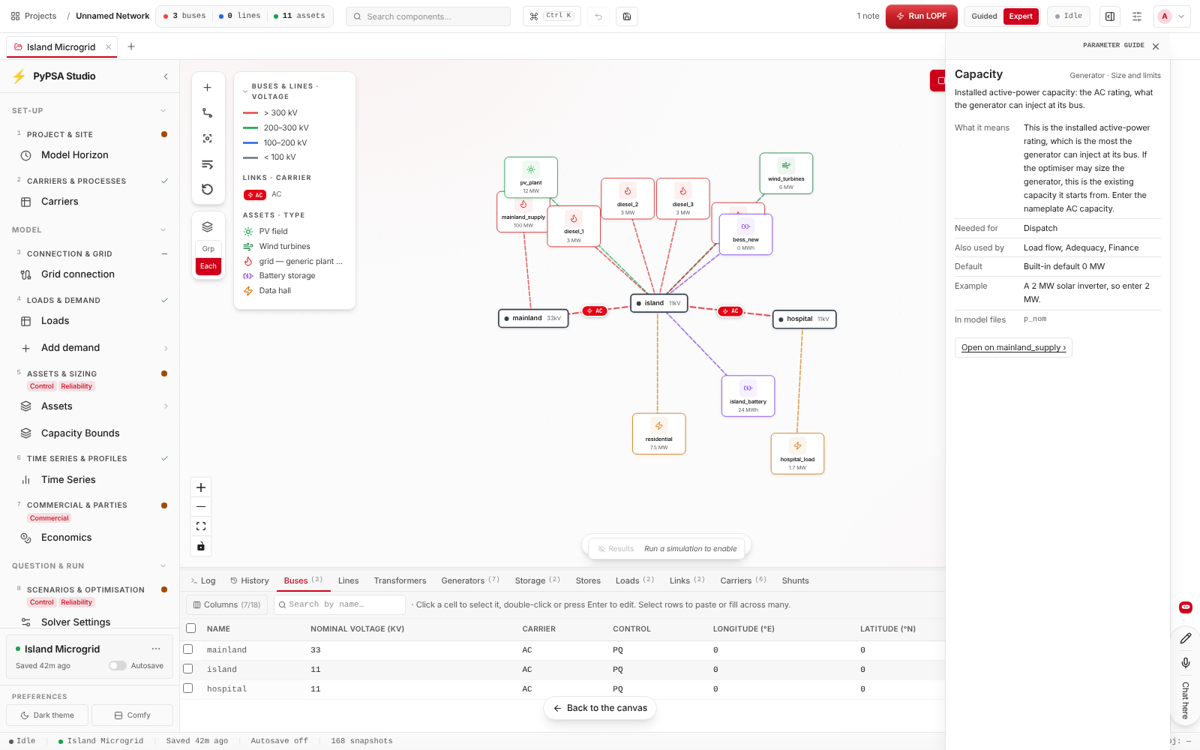 Projects / Unnamed Network
3 buses 0 lines 11 assets
Search components...
⌘ Ctrl K
1 note
Run LOPF
Guided Expert
Idle
A
Island Microgrid × +
PyPSA Studio
SET-UP
1 PROJECT & SITE
Model Horizon
2 CARRIERS & PROCESSES
Carriers
MODEL
3 CONNECTION & GRID
Grid connection
4 LOADS & DEMAND
Loads
Add demand
5 ASSETS & SIZING
Control Reliability
Assets
Capacity Bounds
6 TIME SERIES & PROFILES
Time Series
7 COMMERCIAL & PARTIES
Commercial
Economics
QUESTION & RUN
8 SCENARIOS & OPTIMISATION
Control Reliability
Solver Settings
Island Microgrid ...
Saved 42m ago Autosave
PREFERENCES
Dark theme Comfy
Grp
Each
BUSES & LINES ·
VOLTAGE
> 300 kV
200–300 kV
100–200 kV
< 100 kV
LINKS · CARRIER
AC AC
ASSETS · TYPE
PV field
Wind turbines
grid — generic plant ...
Battery storage
Data hall
pv_plant
12 MW
mainland_supply
100 MW
diesel_1
3 MW
diesel_2
3 MW
diesel_3
3 MW
wind_turbines
0 MW
bess_new
0 MWh
mainland 33kV
AC
island 11kV
AC
hospital 11kV
island_battery
24 MWh
residential
7.5 MW
hospital_load
1.7 MW
Results Run a simulation to enable
Log History Buses (3) Lines Transformers Generators (7) Storage (2) Stores Loads (2) Links (2) Carriers (6) Shunts
Columns (7/18) Search by name… · Click a cell to select it, double-click or press Enter to edit. Select rows to paste or fill across many.
NAME NOMINAL VOLTAGE (KV) CARRIER CONTROL LONGITUDE (°E) LATITUDE (°N)
mainland 33 AC PQ 0 0
island 11 AC PQ 0 0
hospital 11 AC PQ 0 0
← Back to the canvas
PARAMETER GUIDE ×
Capacity Generator · Size and limits
Installed active-power capacity: the AC rating, what
the generator can inject at its bus.
What it means This is the installed active-power
rating, which is the most the
generator can inject at its bus. If
the optimiser may size the
generator, this is the existing
capacity it starts from. Enter the
nameplate AC capacity.
Needed for Dispatch
Also used by Load flow, Adequacy, Finance
Default Built-in default 0 MW
Example A 2 MW solar inverter, so enter 2
MW.
In model files p_nom
Open on mainland_supply ›
Chat here
Idle Island Microgrid Saved 42m ago Autosave off 168 snapshots